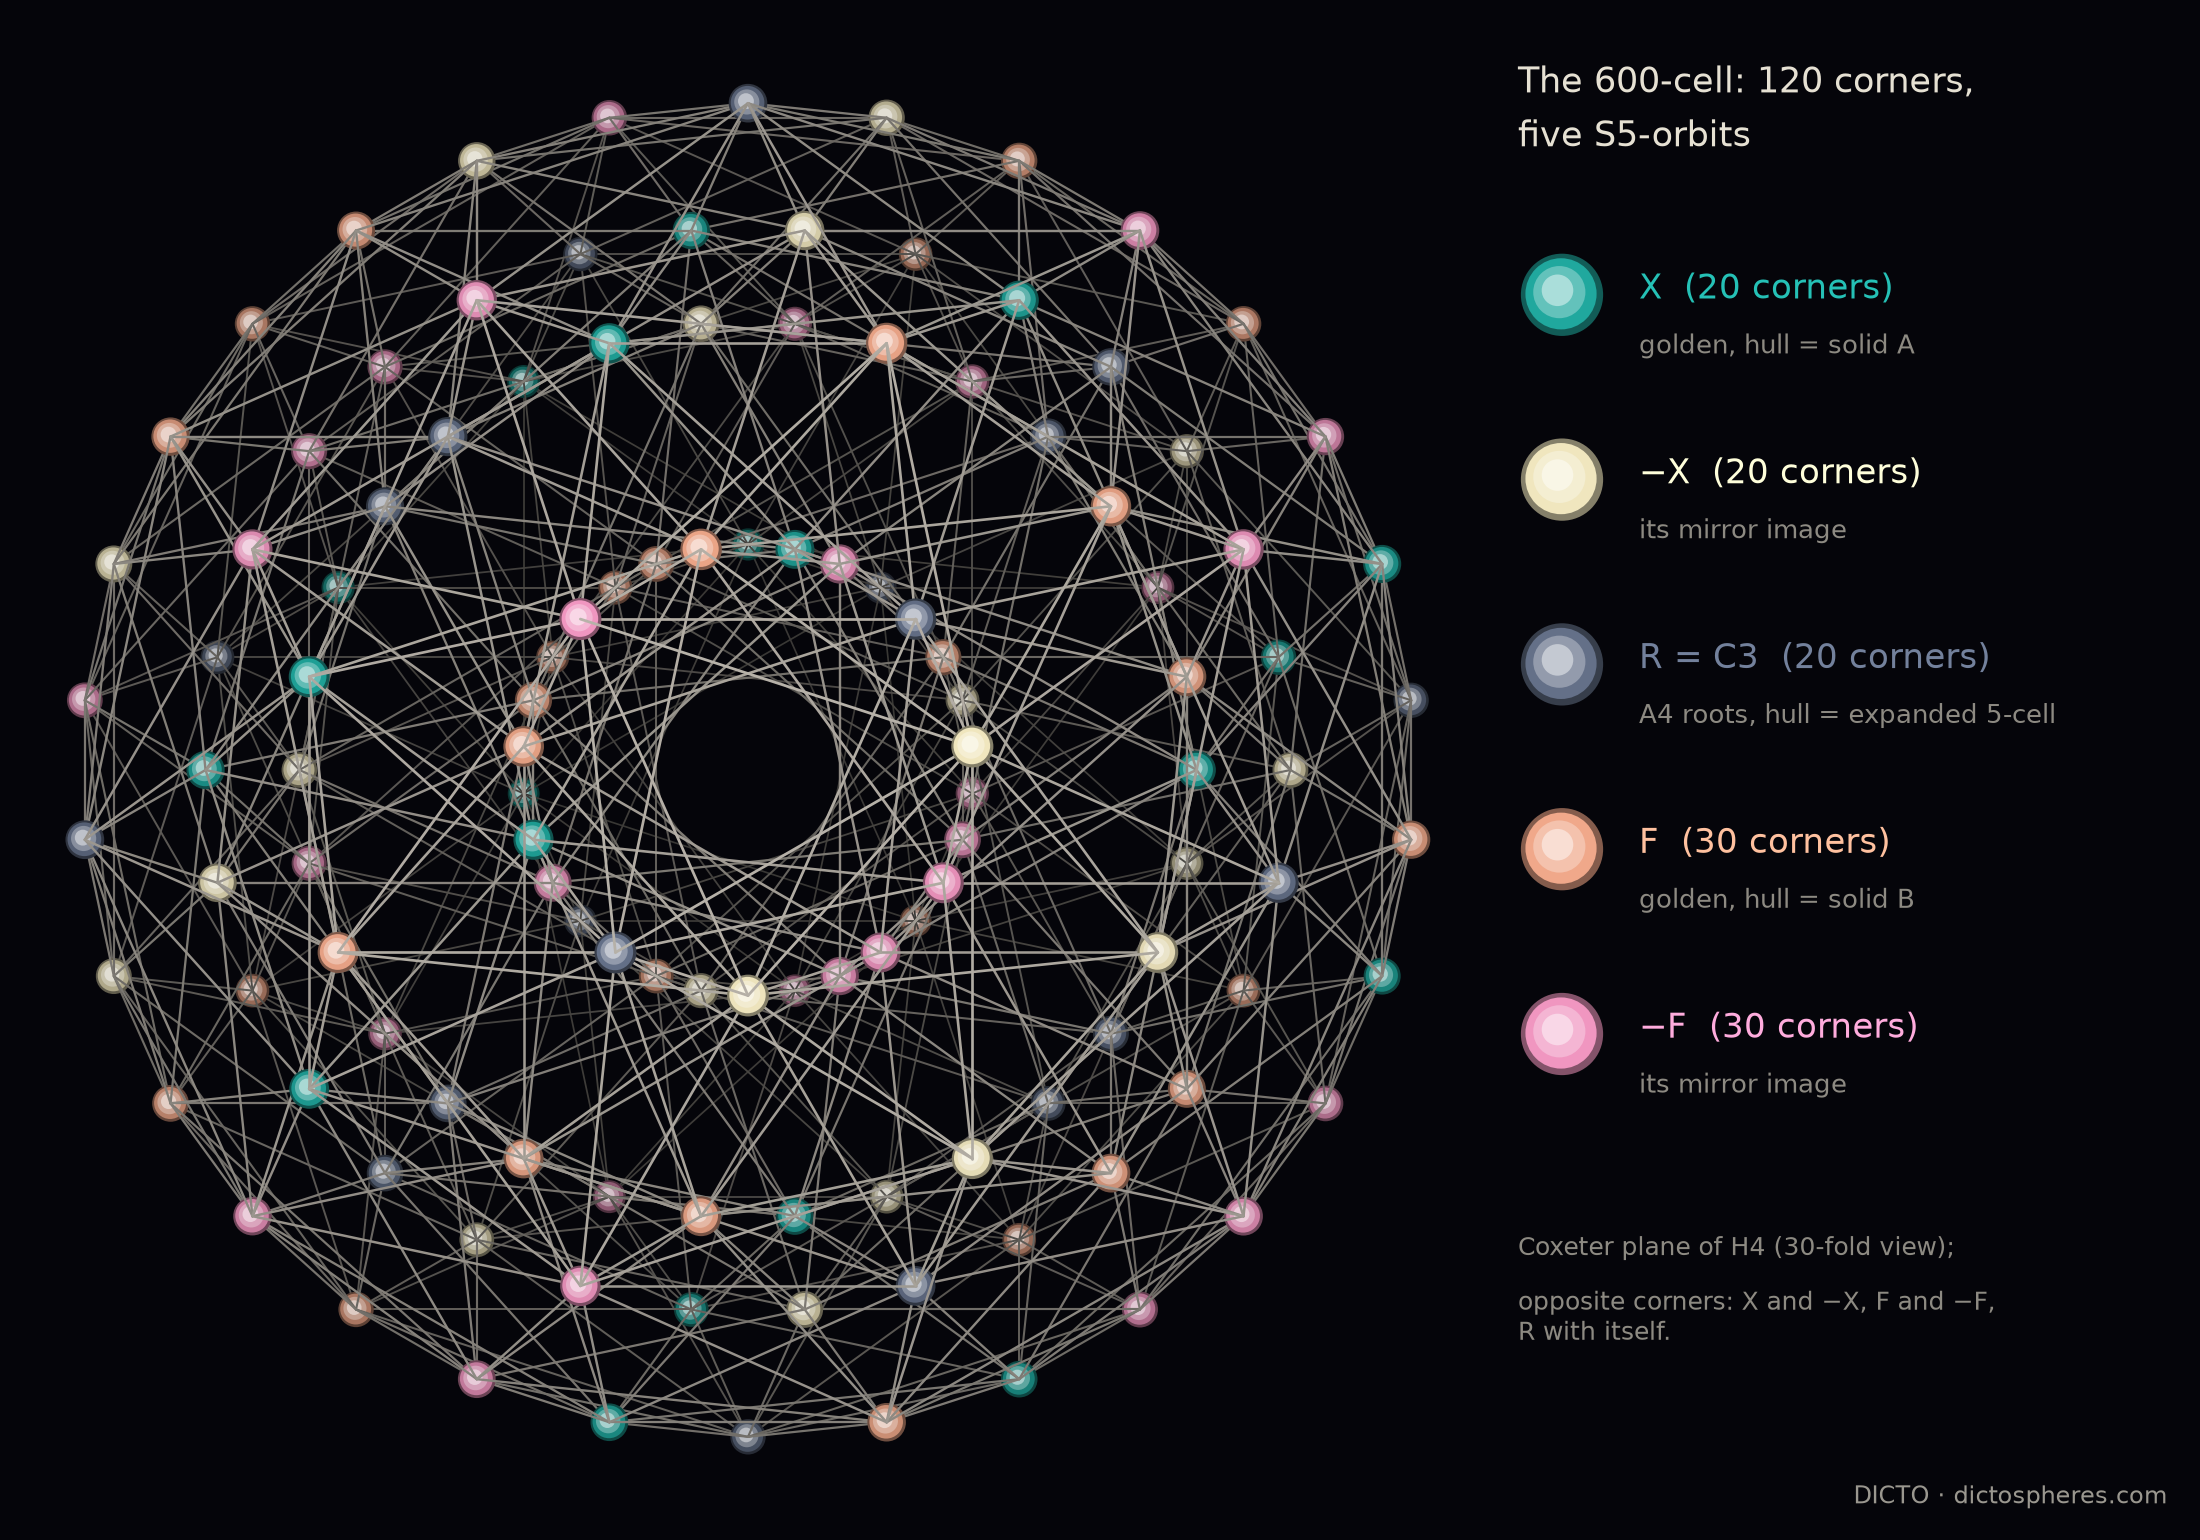 The 600-cell: 120 corners,
five S5-orbits
X (20 corners)
golden, hull = solid A
−X (20 corners)
its mirror image
R = C3 (20 corners)
A4 roots, hull = expanded 5-cell
F (30 corners)
golden, hull = solid B
−F (30 corners)
its mirror image
Coxeter plane of H4 (30-fold view);
opposite corners: X and −X, F and −F,
R with itself.
DICTO · dictospheres.com